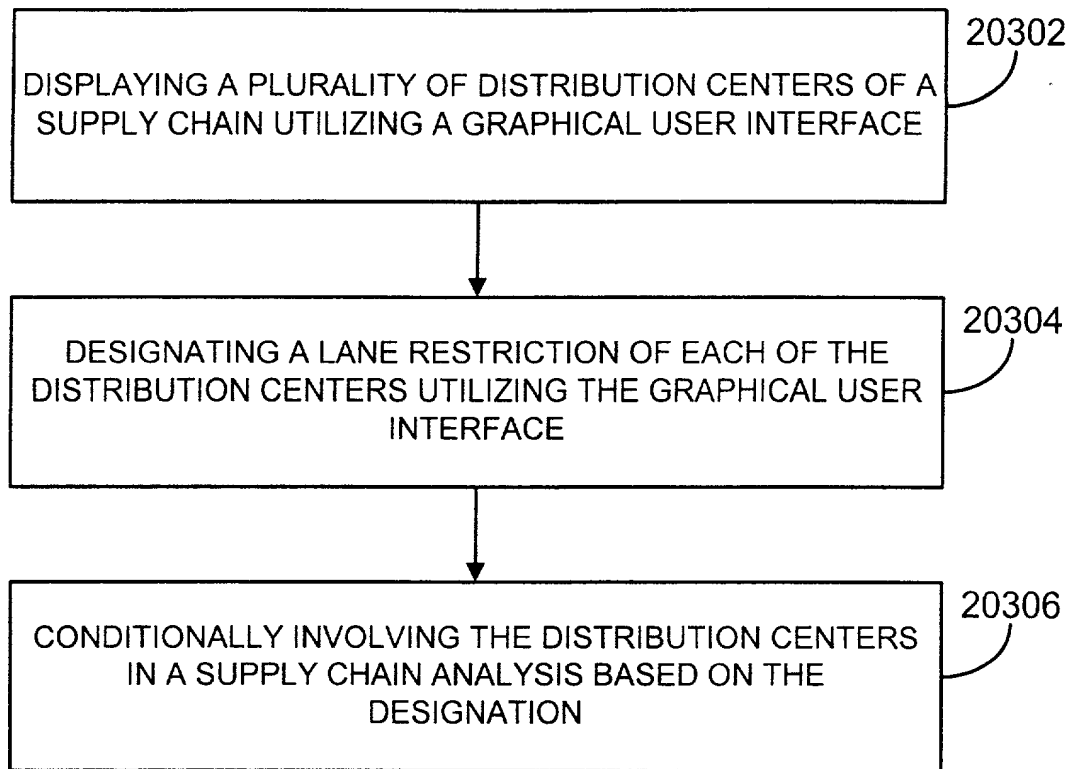 20302
DISPLAYING A PLURALITY OF DISTRIBUTION CENTERS OF A
SUPPLY CHAIN UTILIZING A GRAPHICAL USER INTERFACE
20304
DESIGNATING A LANE RESTRICTION OF EACH OF THE
DISTRIBUTION CENTERS UTILIZING THE GRAPHICAL USER
INTERFACE
20306
CONDITIONALLY INVOLVING THE DISTRIBUTION CENTERS
IN A SUPPLY CHAIN ANALYSIS BASED ON THE
DESIGNATION